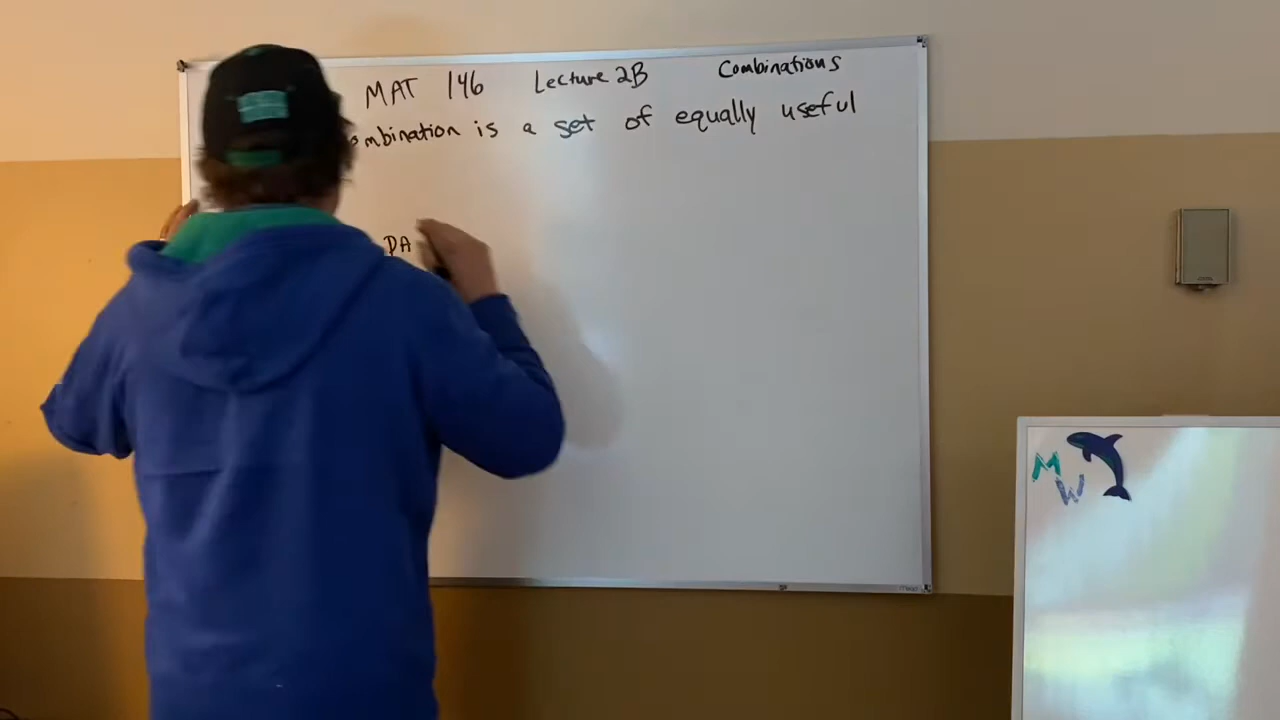 MAT 146 Lecture 2B Combinations
mbination is a set of equally useful
PA
M
W